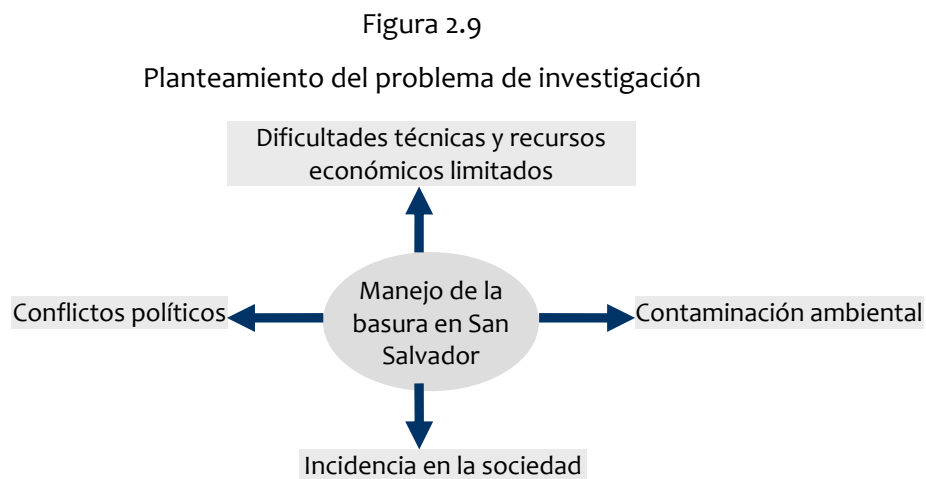 Figura 2.9
Planteamiento del problema de investigación
Dificultades técnicas y recursos
económicos limitados
Conflictos políticos
Manejo de la
basura en San
Salvador
Contaminación ambiental
Incidencia en la sociedad